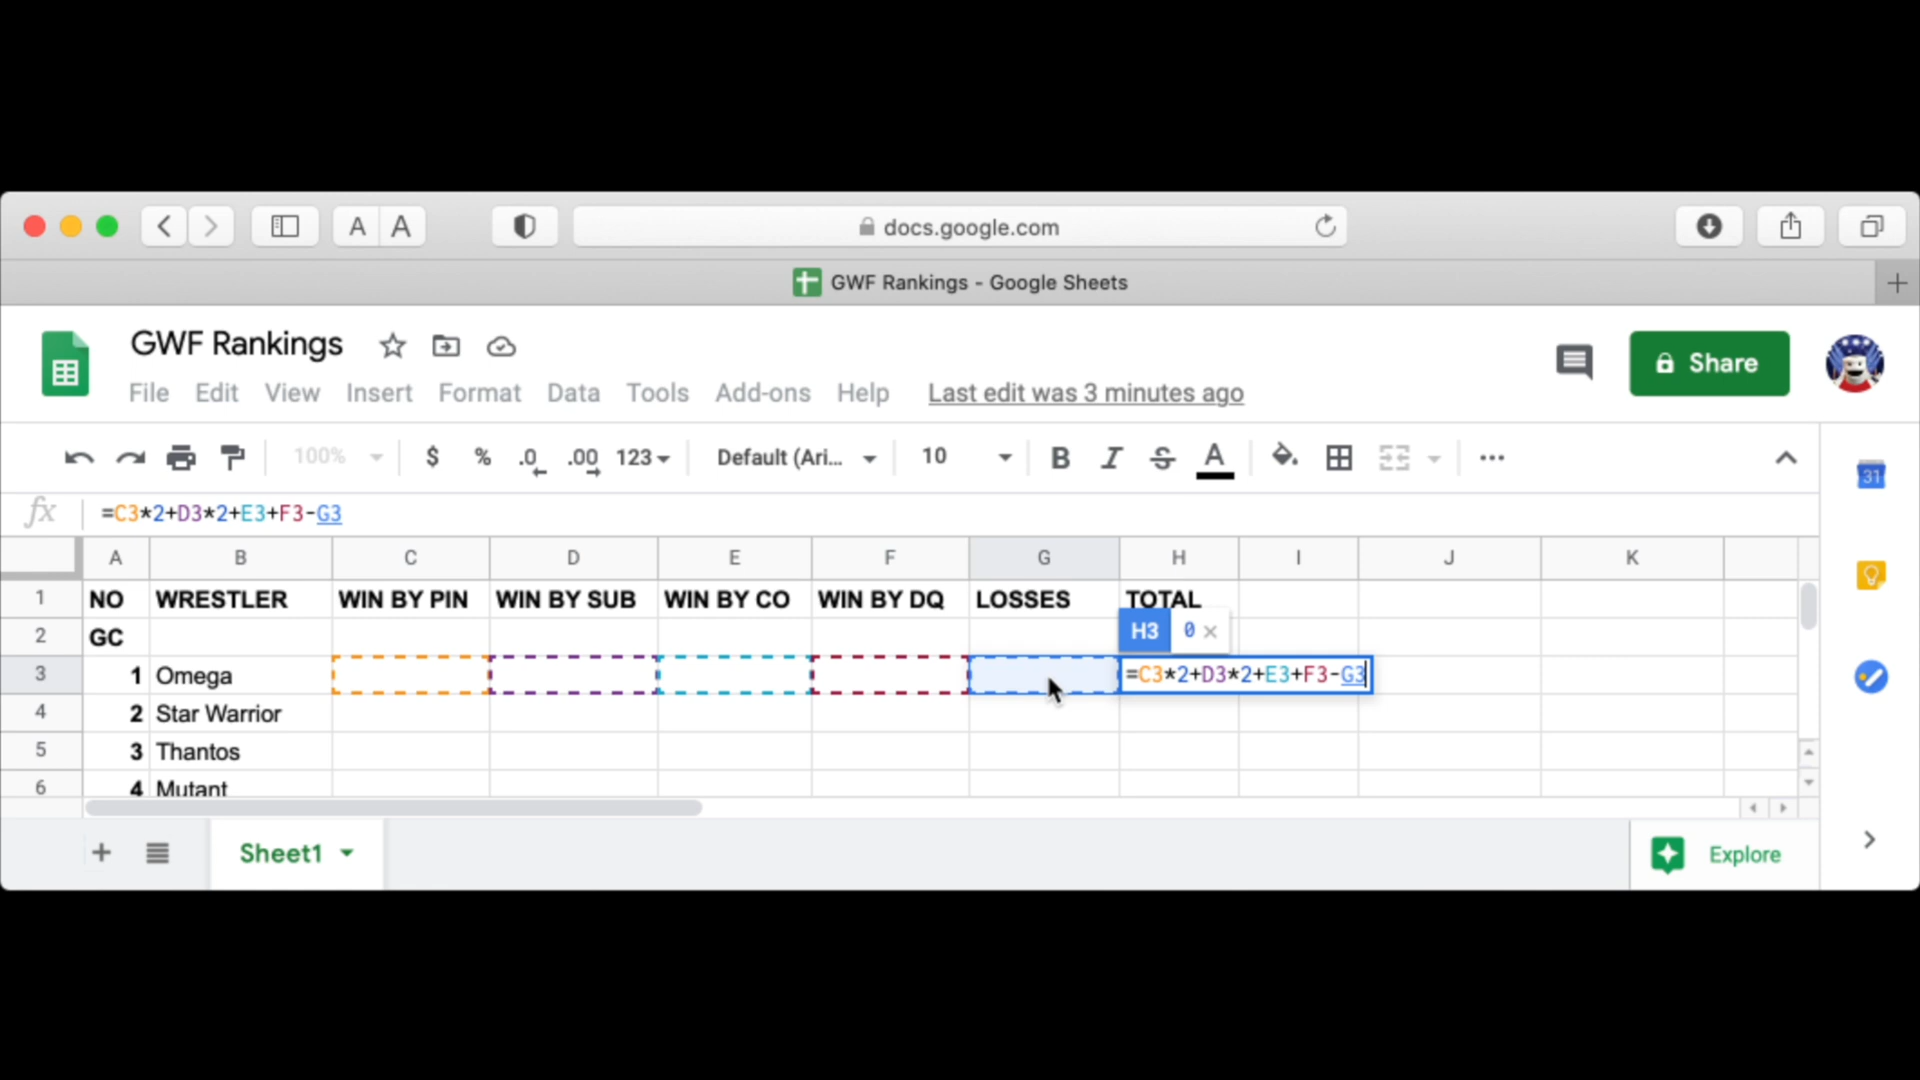 A A docs.google.com
GWF Rankings - Google Sheets
GWF Rankings
Share
File Edit View Insert Format Data Tools Add-ons Help Last edit was 3 minutes ago
100% $ % .0 .00 123 Default (Ari... 10 B I S A ...
31
fx =C3*2+D3*2+E3+F3-G3
A B C D E F G H I J K
1 NO WRESTLER WIN BY PIN WIN BY SUB WIN BY CO WIN BY DQ LOSSES TOTAL
2 GC H3 0 ×
3 1 Omega =C3*2+D3*2+E3+F3-G3
4 2 Star Warrior
5 3 Thantos
6 4 Mutant
+ Sheet1 Explore